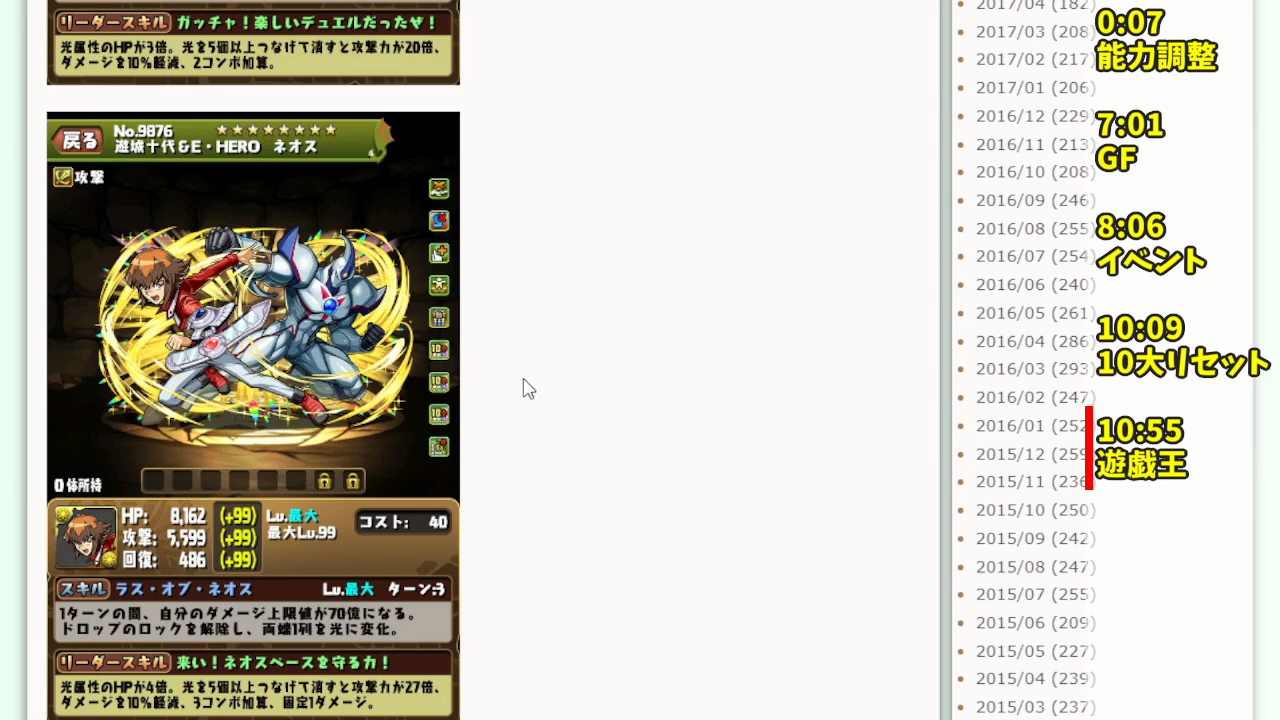 リーダースキル ガッチャ！楽しいデュエルだったぜ！
光属性のHPが3倍。光を5個以上つなげて消すと攻撃力が20倍、
ダメージを10%軽減、2コンボ加算。
戻る
No.9876 ★★★★★★★★
遊城十代&E・HERO ネオス
攻撃
0体所持
HP: 8,162 (+99) Lv.最大
攻撃: 5,599 (+99) 最大Lv.99
回復: 486 (+99)
コスト: 40
スキル ラス・オブ・ネオス Lv.最大 ターン:3
1ターンの間、自分のダメージ上限値が70億になる。
ドロップのロックを解除し、両端1列を光に変化。
リーダースキル 来い！ネオスペースを守る力！
光属性のHPが4倍。光を5個以上つなげて消すと攻撃力が27倍、
ダメージを10%軽減、3コンボ加算、固定1ダメージ。
2017/04 (182)
2017/03 (208)
2017/02 (217)
2017/01 (206)
2016/12 (229)
2016/11 (213)
2016/10 (208)
2016/09 (246)
2016/08 (255)
2016/07 (254)
2016/06 (240)
2016/05 (261)
2016/04 (286)
2016/03 (293)
2016/02 (247)
2016/01 (252
2015/12 (259
2015/11 (236
2015/10 (250)
2015/09 (242)
2015/08 (247)
2015/07 (255)
2015/06 (209)
2015/05 (227)
2015/04 (239)
2015/03 (237)
0:07
能力調整
7:01
GF
8:06
イベント
10:09
10大リセット
10:55
遊戯王